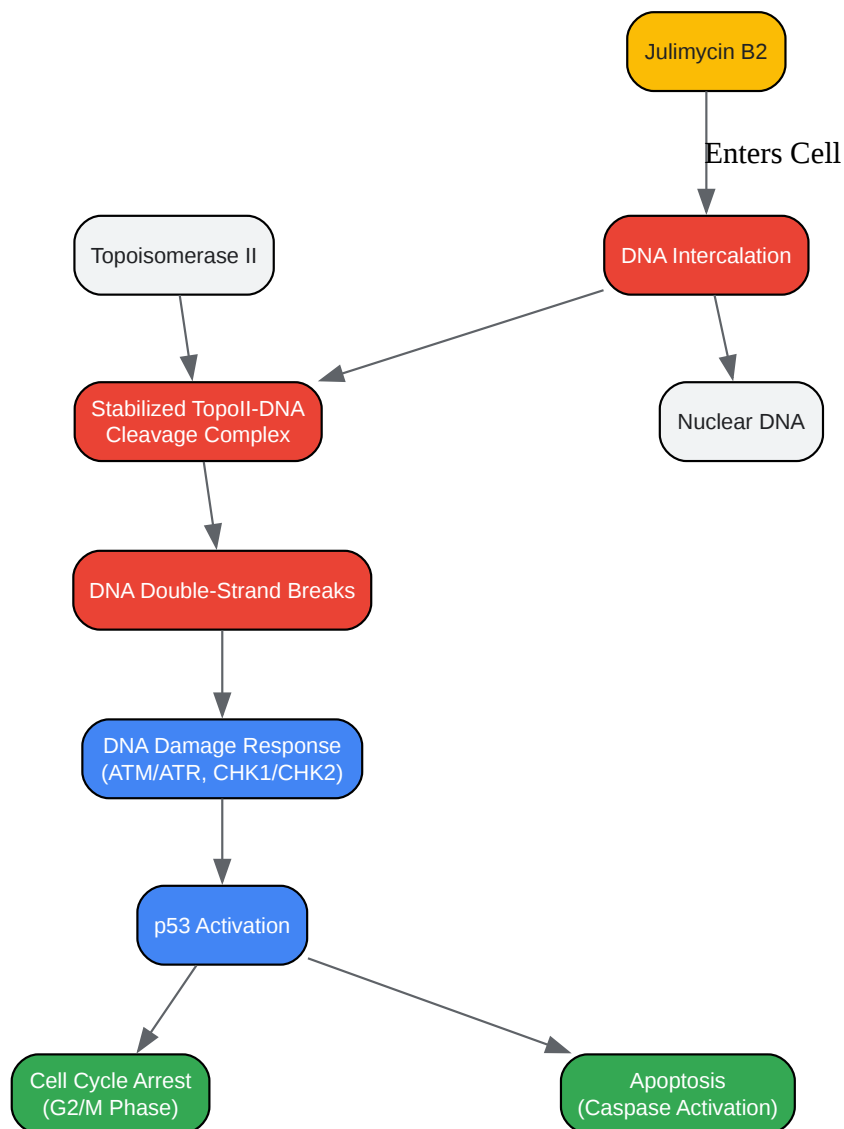 Julimycin B2
Enters Cell
Topoisomerase II
DNA Intercalation
Stabilized TopoII-DNA
Cleavage Complex
Nuclear DNA
DNA Double-Strand Breaks
DNA Damage Response
(ATM/ATR, CHK1/CHK2)
p53 Activation
Cell Cycle Arrest
(G2/M Phase)
Apoptosis
(Caspase Activation)